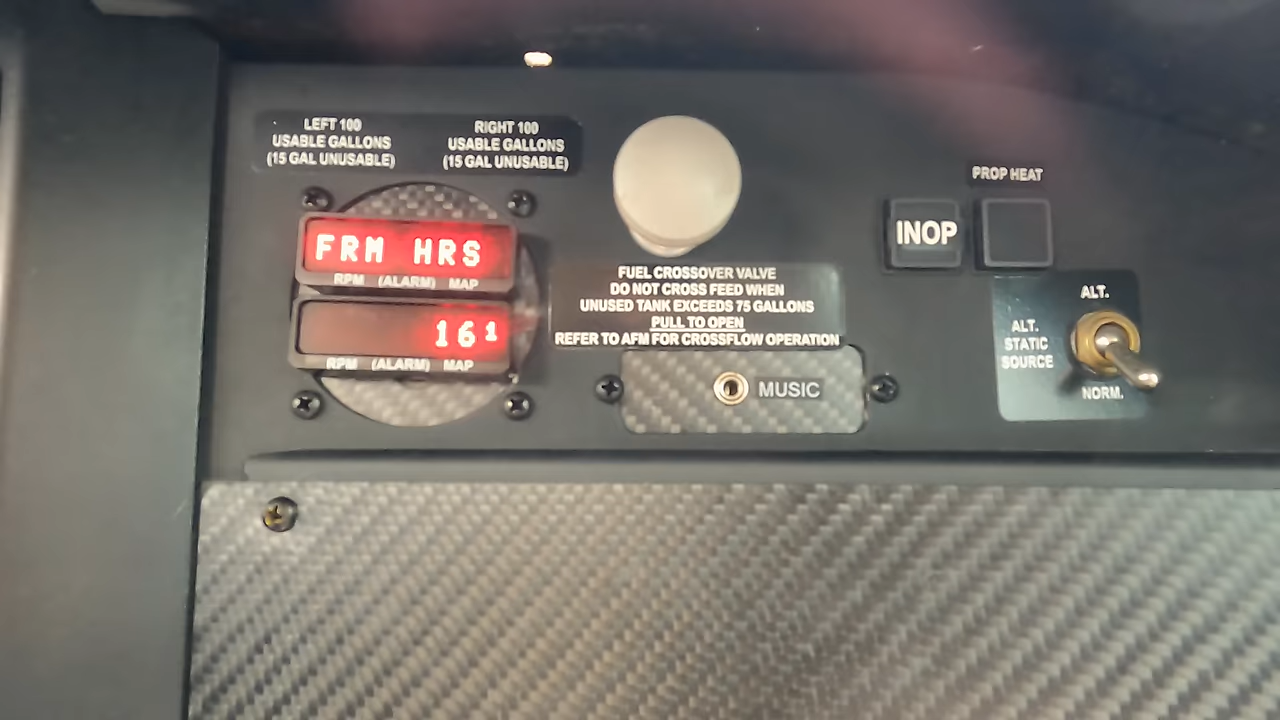 LEFT 100
USABLE GALLONS
(15 GAL UNUSABLE)
RIGHT 100
USABLE GALLONS
(15 GAL UNUSABLE)
FRM HRS
RPM (ALARM) MAP
161
RPM (ALARM) MAP
FUEL CROSSOVER VALVE
DO NOT CROSS FEED WHEN
UNUSED TANK EXCEEDS 75 GALLONS
PULL TO OPEN
REFER TO AFM FOR CROSSFLOW OPERATION
MUSIC
PROP HEAT
INOP
ALT.
ALT.
STATIC
SOURCE
NORM.